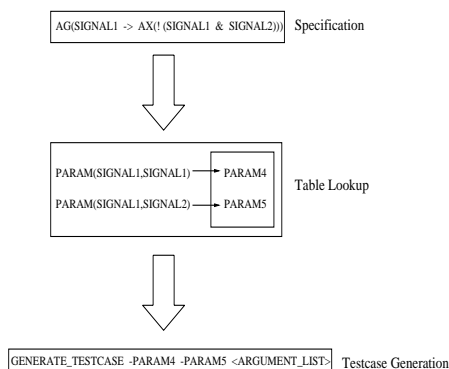 AG(SIGNAL1 -> AX(! (SIGNAL1 & SIGNAL2))) Specification
PARAM(SIGNAL1,SIGNAL1) PARAM4
Table Lookup
PARAM(SIGNAL1,SIGNAL2) PARAM5
GENERATE_TESTCASE -PARAM4 -PARAM5 <ARGUMENT_LIST> Testcase Generation